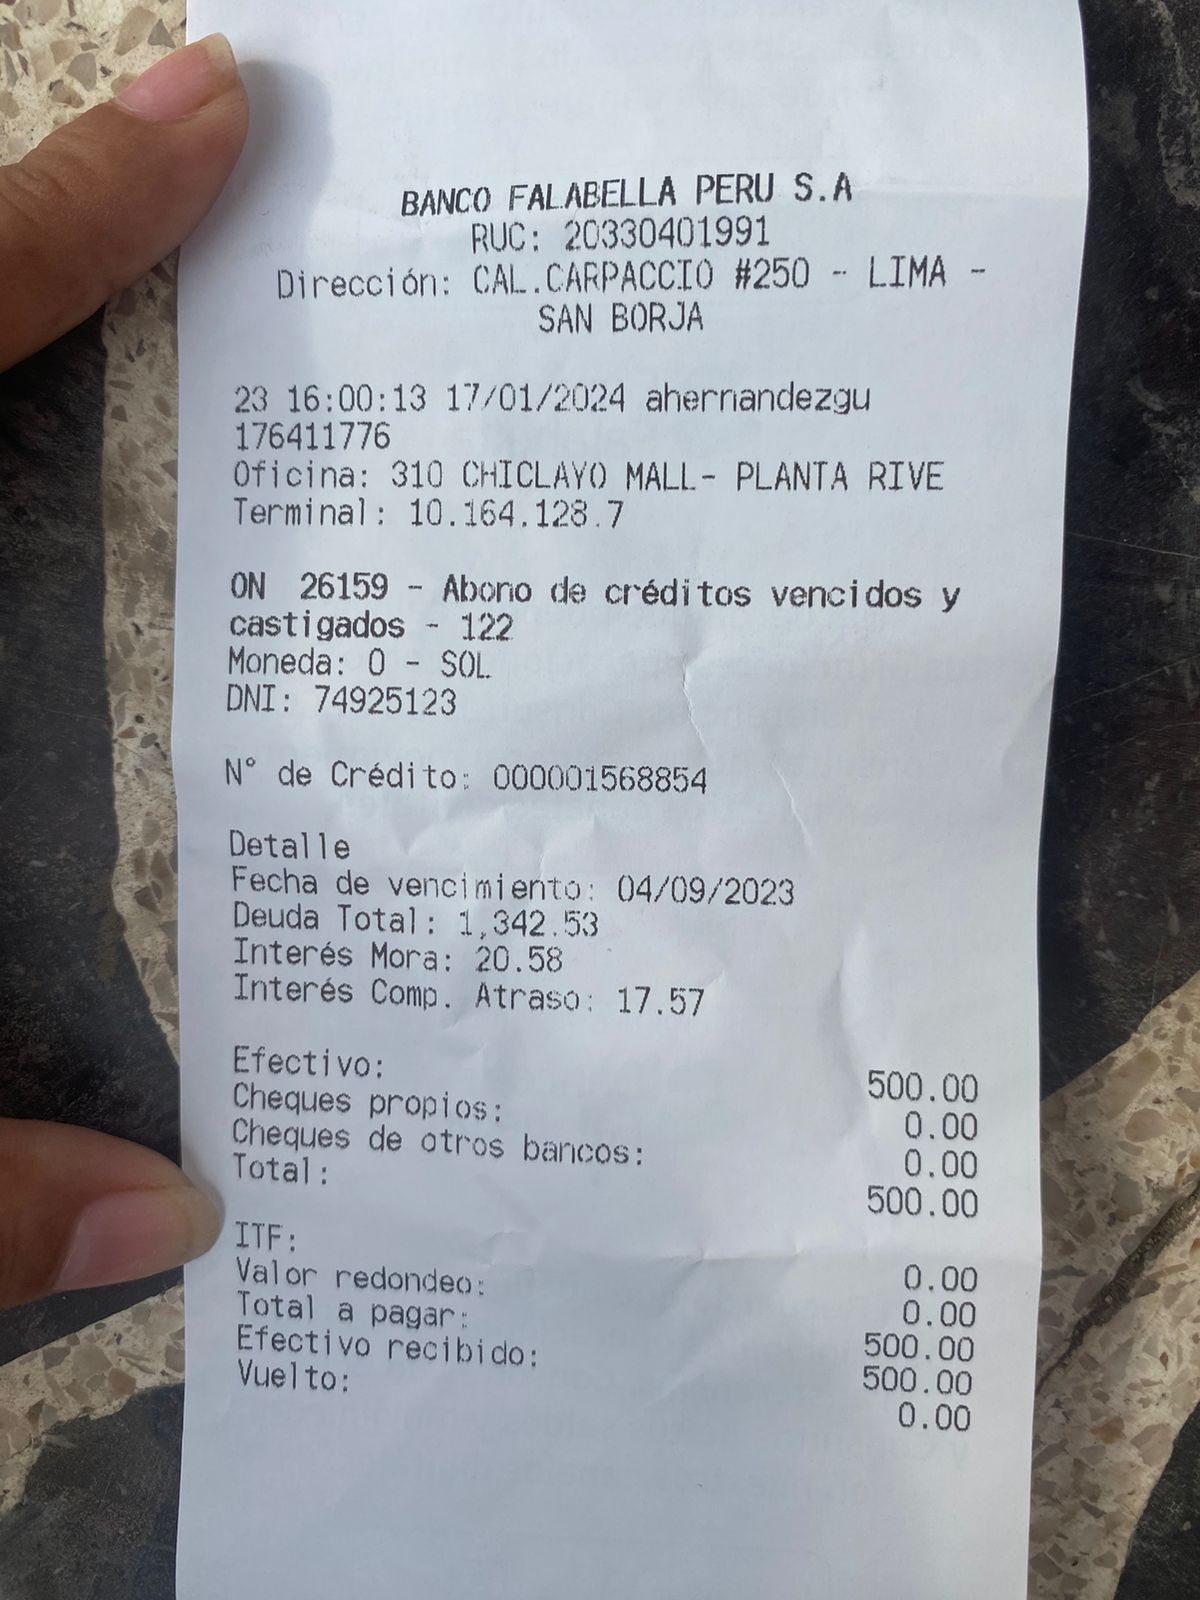 BANCO FALABELLA PERU S.A
RUC: 20330401991
Dirección: CAL.CARPACCIO #250 - LIMA -
SAN BORJA
23 16:00:13 17/01/2024 ahernandezgu
176411776
Oficina: 310 CHICLAYO MALL- PLANTA RIVE
Terminal: 10.164.128.7
ON 26159 - Abono de créditos vencidos y
castigados - 122
Moneda: 0 - SOL
DNI: 74925123
N° de Crédito: 000001568854
Detalle
Fecha de vencimiento: 04/09/2023
Deuda Total: 1,342.53
Interés Mora: 20.58
Interés Comp. Atraso: 17.57
Efectivo: 500.00
Cheques propios: 0.00
Cheques de otros bancos: 0.00
Total: 500.00
ITF: 0.00
Valor redondeo: 0.00
Total a pagar: 500.00
Efectivo recibido: 500.00
Vuelto: 0.00